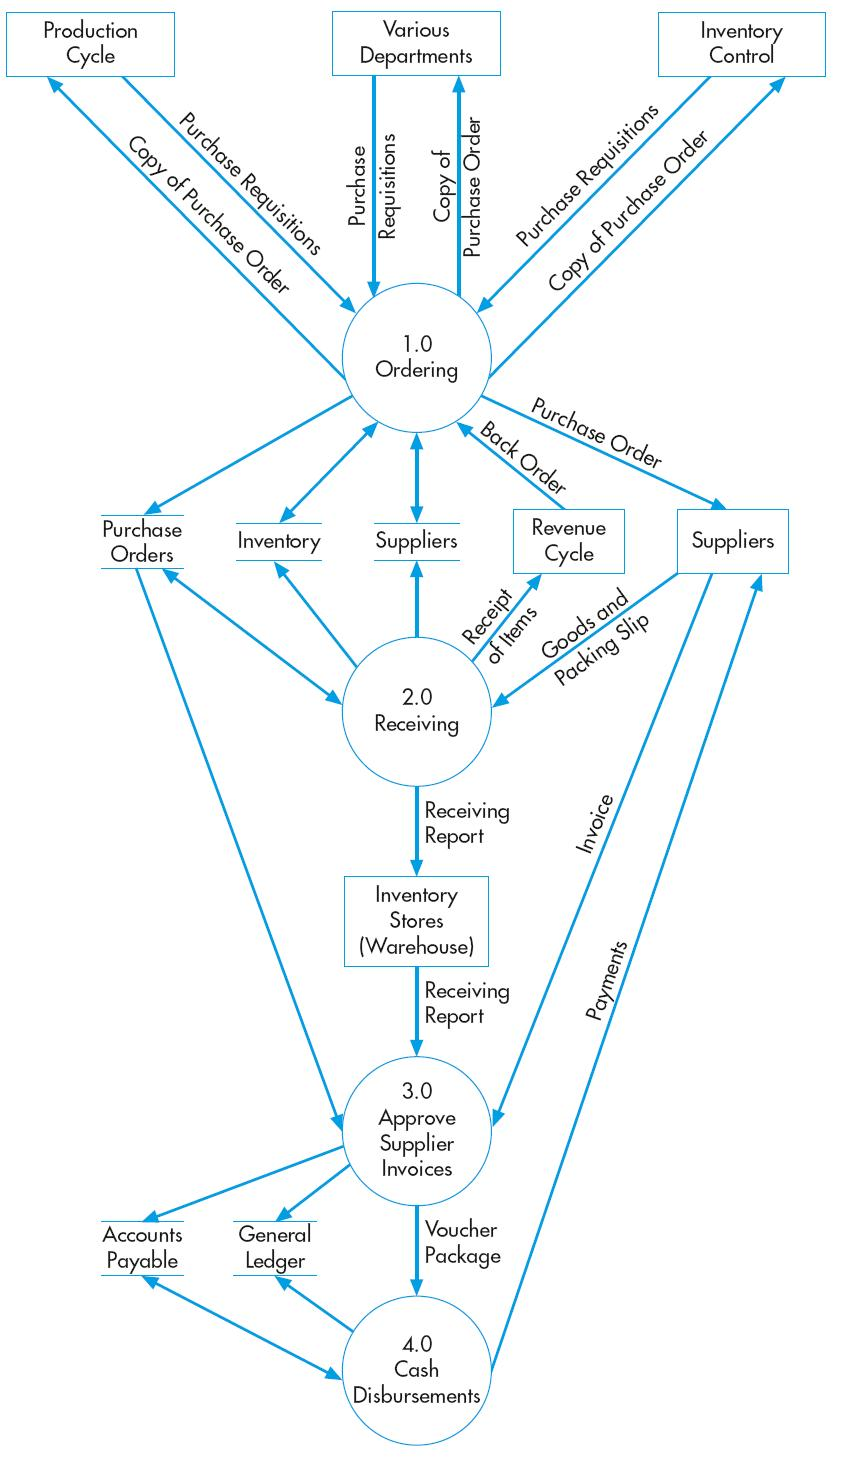 Production
Cycle
Various
Departments
Inventory
Control
Purchase Requisitions
Copy of Purchase Order
Purchase
Requisitions
Copy of
Purchase Order
Purchase Requisitions
Copy of Purchase Order
1.0
Ordering
Purchase Order
Back Order
Purchase
Orders
Inventory
Suppliers
Revenue
Cycle
Suppliers
Receipt
of Items
Goods and
Packing Slip
2.0
Receiving
Receiving
Report
Invoice
Inventory
Stores
(Warehouse)
Payments
Receiving
Report
3.0
Approve
Supplier
Invoices
Accounts
Payable
General
Ledger
Voucher
Package
4.0
Cash
Disbursements